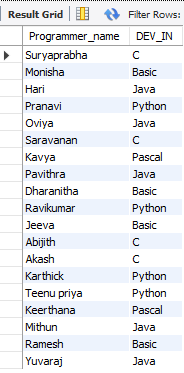 Result Grid Filter Rows:
Programmer_name DEV_IN
Suryaprabha C
Monisha Basic
Hari Java
Pranavi Python
Oviya Java
Saravanan C
Kavya Pascal
Pavithra Java
Dharanitha Basic
Ravikumar Python
Jeeva Basic
Abijith C
Akash C
Karthick Python
Teenu priya Python
Keerthana Pascal
Mithun Java
Ramesh Basic
Yuvaraj Java